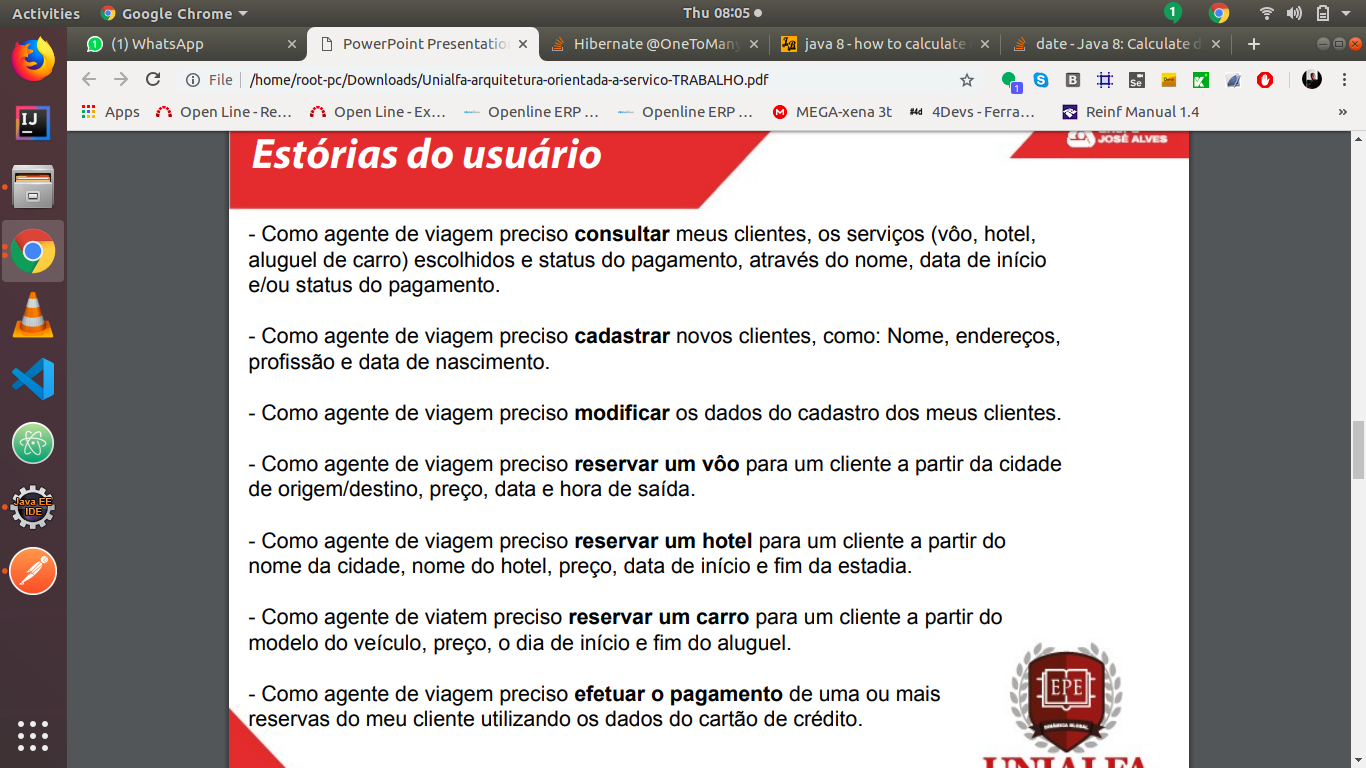 Activities
Google Chrome
Thu 08:05
1
(1) WhatsApp
PowerPoint Presentatio
Hibernate @OneToMany
java 8 - how to calculate
date - Java 8: Calculate d
File
/home/root-pc/Downloads/Unialfa-arquitetura-orientada-a-servico-TRABALHO.pdf
1
Apps
Open Line - Re...
Open Line - Ex...
Openline ERP ...
Openline ERP ...
MEGA-xena 3t
4Devs - Ferra...
Reinf Manual 1.4
»
Estórias do usuário
JOSÉ ALVES
- Como agente de viagem preciso consultar meus clientes, os serviços (vôo, hotel,
aluguel de carro) escolhidos e status do pagamento, através do nome, data de início
e/ou status do pagamento.
- Como agente de viagem preciso cadastrar novos clientes, como: Nome, endereços,
profissão e data de nascimento.
- Como agente de viagem preciso modificar os dados do cadastro dos meus clientes.
- Como agente de viagem preciso reservar um vôo para um cliente a partir da cidade
de origem/destino, preço, data e hora de saída.
- Como agente de viagem preciso reservar um hotel para um cliente a partir do
nome da cidade, nome do hotel, preço, data de início e fim da estadia.
- Como agente de viatem preciso reservar um carro para um cliente a partir do
modelo do veículo, preço, o dia de início e fim do aluguel.
- Como agente de viagem preciso efetuar o pagamento de uma ou mais
reservas do meu cliente utilizando os dados do cartão de crédito.
EPE
UNIALFA
IJ
Java EE
IDE